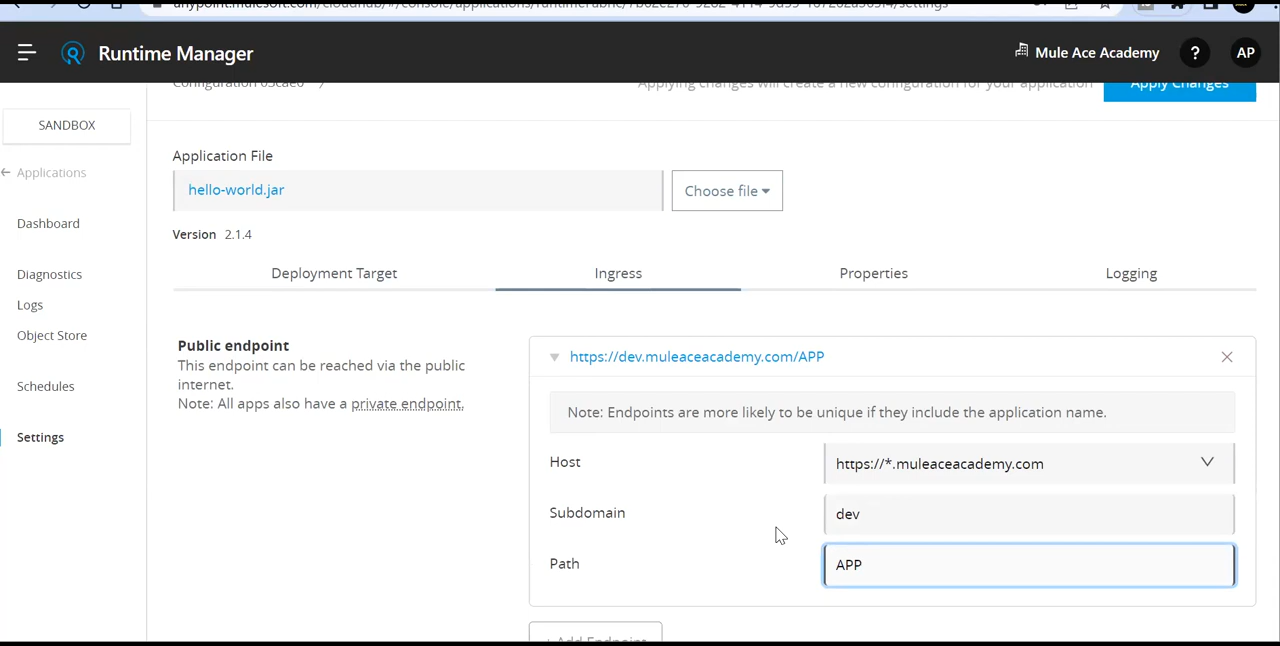 Runtime Manager
Mule Ace Academy
?
AP
SANDBOX
Applying changes will create a new configuration for your application
Apply Changes
Applications
Dashboard
Diagnostics
Logs
Object Store
Schedules
Settings
Application File
hello-world.jar
Choose file
Version 2.1.4
Deployment Target
Ingress
Properties
Logging
Public endpoint
This endpoint can be reached via the public
internet.
Note: All apps also have a private endpoint.
https://dev.muleaceacademy.com/APP
Note: Endpoints are more likely to be unique if they include the application name.
Host
https://*.muleaceacademy.com
Subdomain
dev
Path
APP
+ Add Endpoint